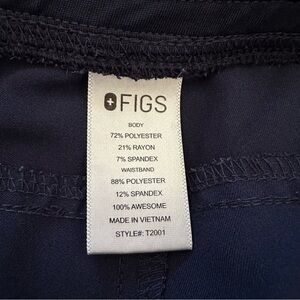 FIGS
BODY
72% POLYESTER
21% RAYON
7% SPANDEX
WAISTBAND
88% POLYESTER
12% SPANDEX
100% AWESOME
MADE IN VIETNAM
STYLE#: T2001